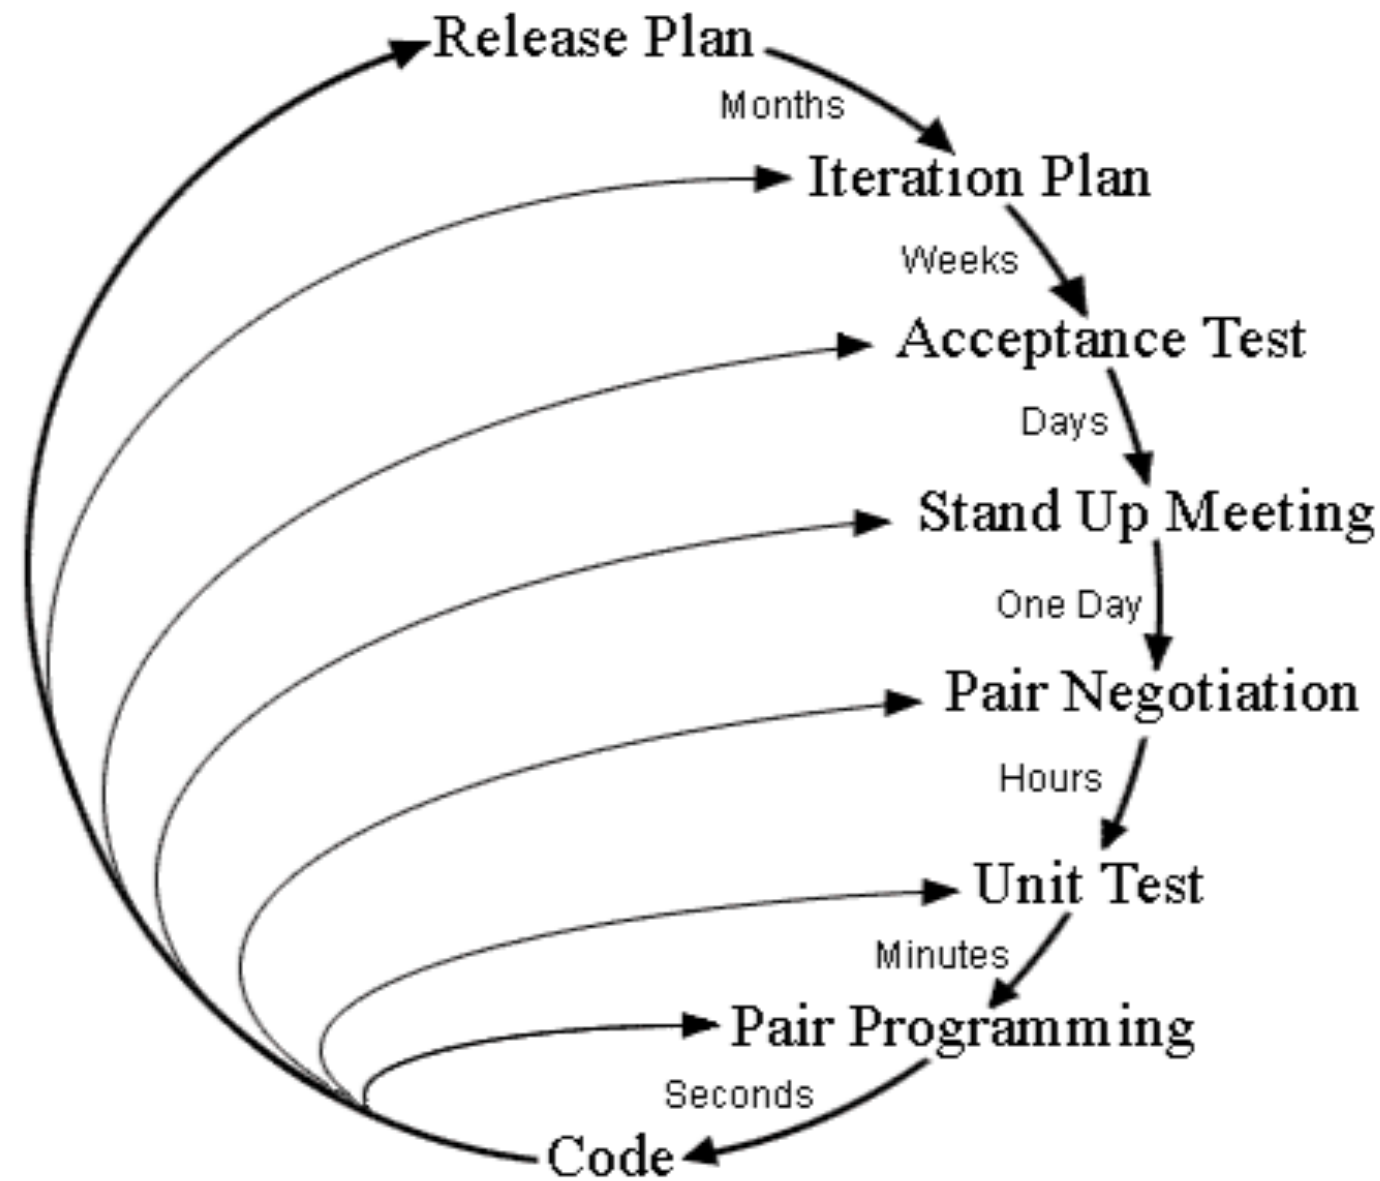 Release Plan
Months
Iteration Plan
Weeks
Acceptance Test
Days
Stand Up Meeting
One Day
Pair Negotiation
Hours
Unit Test
Minutes
Pair Programming
Seconds
Code